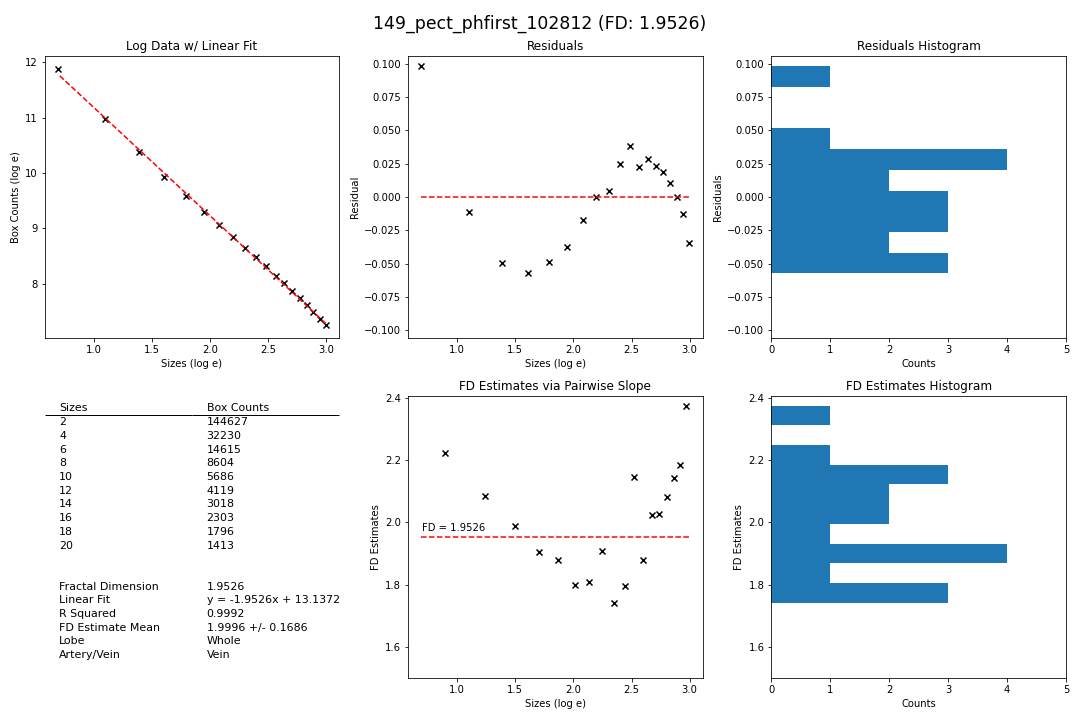 149_pect_phfirst_102812 (FD: 1.9526)
Log Data w/ Linear Fit
12
11
10
9
8
1.0 1.5 2.0 2.5 3.0
Box Counts (log e)
Sizes (log e)
Residuals
0.100
0.075
0.050
0.025
0.000
−0.025
−0.050
−0.075
−0.100
1.0 1.5 2.0 2.5 3.0
Residual
Sizes (log e)
Residuals Histogram
0.100
0.075
0.050
0.025
0.000
−0.025
−0.050
−0.075
−0.100
0 1 2 3 4 5
Residuals
Counts
Sizes Box Counts
2 144627
4 32230
6 14615
8 8604
10 5686
12 4119
14 3018
16 2303
18 1796
20 1413
Fractal Dimension 1.9526
Linear Fit y = -1.9526x + 13.1372
R Squared 0.9992
FD Estimate Mean 1.9996 +/- 0.1686
Lobe Whole
Artery/Vein Vein
FD Estimates via Pairwise Slope
2.4
2.2
2.0
1.8
1.6
FD = 1.9526
1.0 1.5 2.0 2.5 3.0
FD Estimates
Sizes (log e)
FD Estimates Histogram
2.4
2.2
2.0
1.8
1.6
0 1 2 3 4 5
FD Estimates
Counts